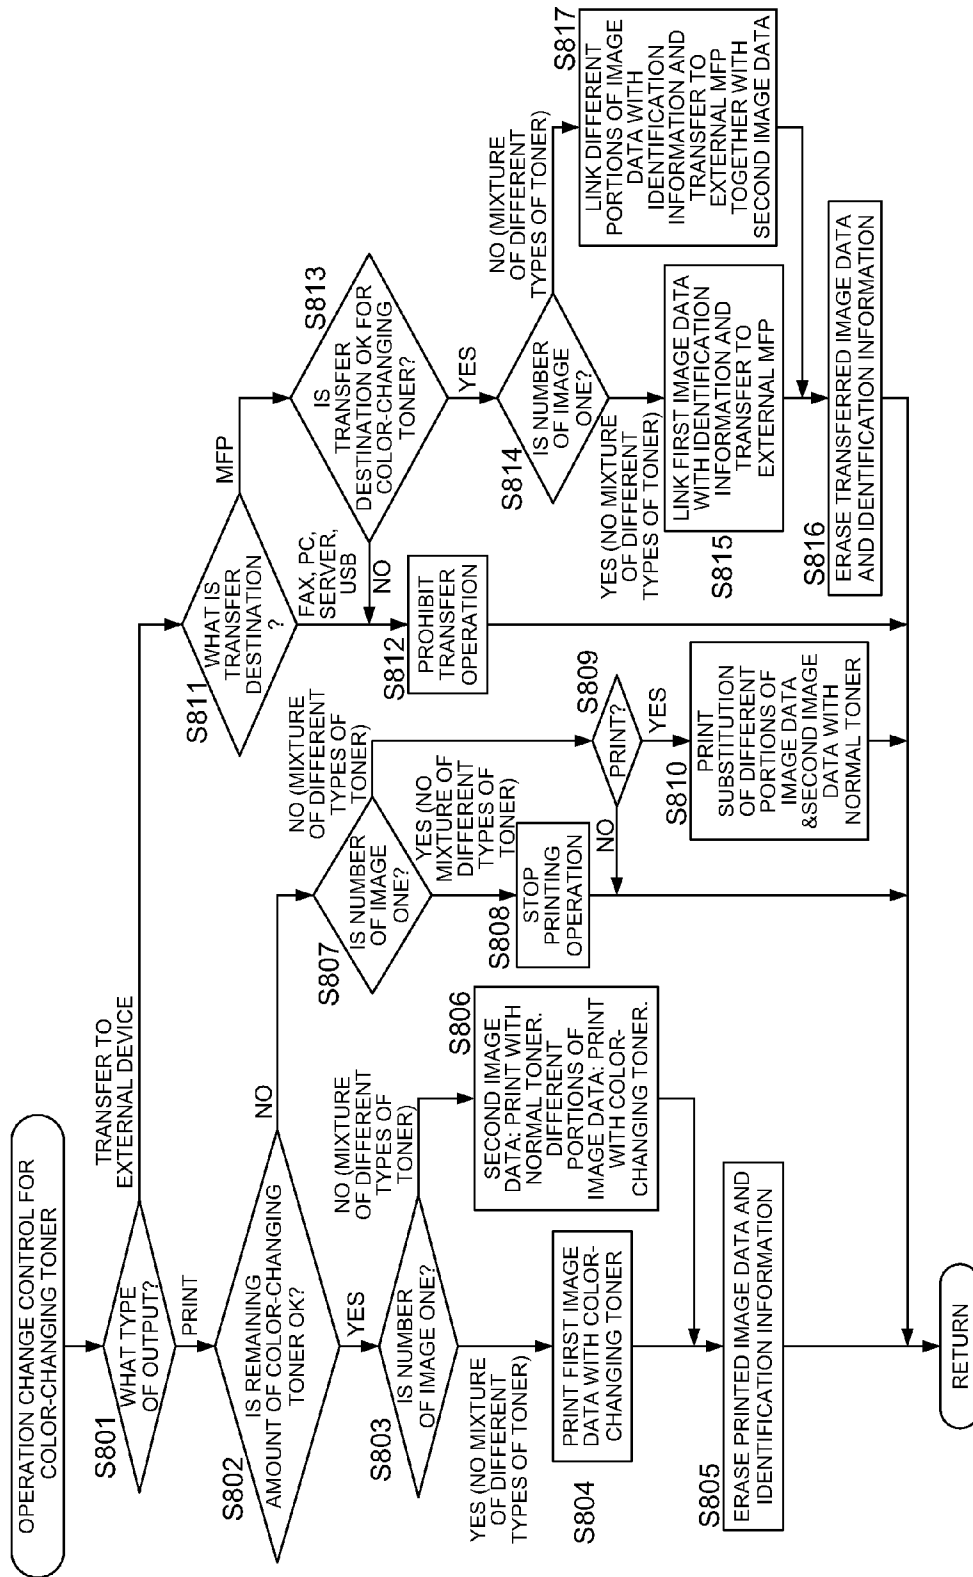 OPERATION CHANGE CONTROL FOR
COLOR-CHANGING TONER
S801
WHAT TYPE
OF OUTPUT?
TRANSFER TO
EXTERNAL DEVICE
PRINT
S802
IS REMAINING
AMOUNT OF COLOR-CHANGING
TONER OK?
NO
YES
S803
IS NUMBER
OF IMAGE ONE?
NO (MIXTURE
OF DIFFERENT
TYPES OF
TONER)
YES (NO MIXTURE
OF DIFFERENT
TYPES OF TONER)
S804
PRINT FIRST IMAGE
DATA WITH COLOR-
CHANGING TONER
S805
ERASE PRINTED IMAGE DATA AND
IDENTIFICATION INFORMATION
S806
SECOND IMAGE
DATA: PRINT WITH
NORMAL TONER.
DIFFERENT
PORTIONS OF
IMAGE DATA: PRINT
WITH COLOR-
CHANGING TONER.
S807
IS NUMBER
OF IMAGE
ONE?
NO (MIXTURE
OF DIFFERENT
TYPES OF
TONER)
YES (NO
MIXTURE OF
DIFFERENT
TYPES OF
TONER)
S808
STOP
PRINTING
OPERATION
S809
PRINT?
NO
YES
S810
PRINT
SUBSTITUTION
OF DIFFERENT
PORTIONS OF
IMAGE DATA
&SECOND IMAGE
DATA WITH
NORMAL TONER
S811
WHAT IS
TRANSFER
DESTINATION
?
MFP
FAX, PC,
SERVER,
USB
S812
PROHIBIT
TRANSFER
OPERATION
S813
IS
TRANSFER
DESTINATION OK FOR
COLOR-CHANGING
TONER?
NO
YES
S814
IS NUMBER
OF IMAGE
ONE?
NO (MIXTURE
OF DIFFERENT
TYPES OF TONER)
YES (NO MIXTURE
OF DIFFERENT
TYPES OF TONER)
S815
LINK FIRST IMAGE DATA
WITH IDENTIFICATION
INFORMATION AND
TRANSFER TO
EXTERNAL MFP
S816
ERASE TRANSFERRED IMAGE DATA
AND IDENTIFICATION INFORMATION
S817
LINK DIFFERENT
PORTIONS OF IMAGE
DATA WITH
IDENTIFICATION
INFORMATION AND
TRANSFER TO
EXTERNAL MFP
TOGETHER WITH
SECOND IMAGE DATA
RETURN